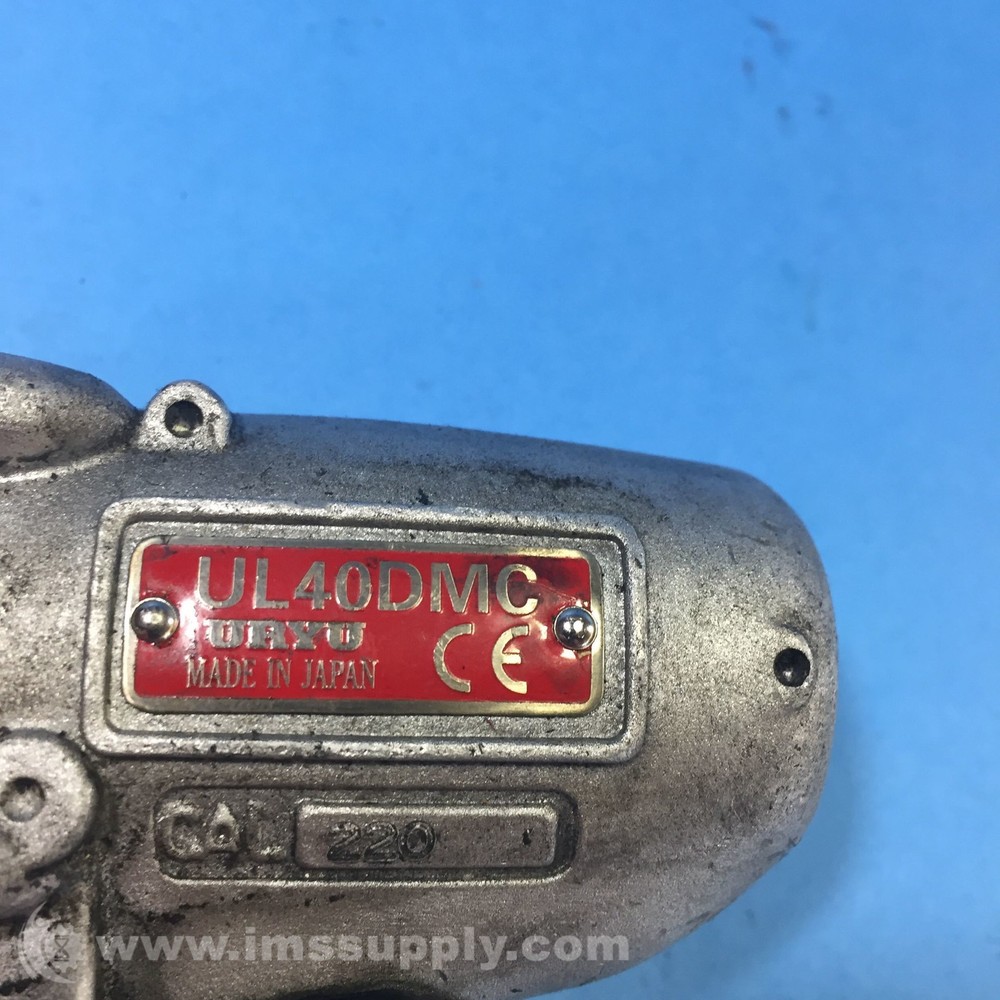 UL40DMC
URYU
MADE IN JAPAN
CE
CAL 220
www.imssupply.com